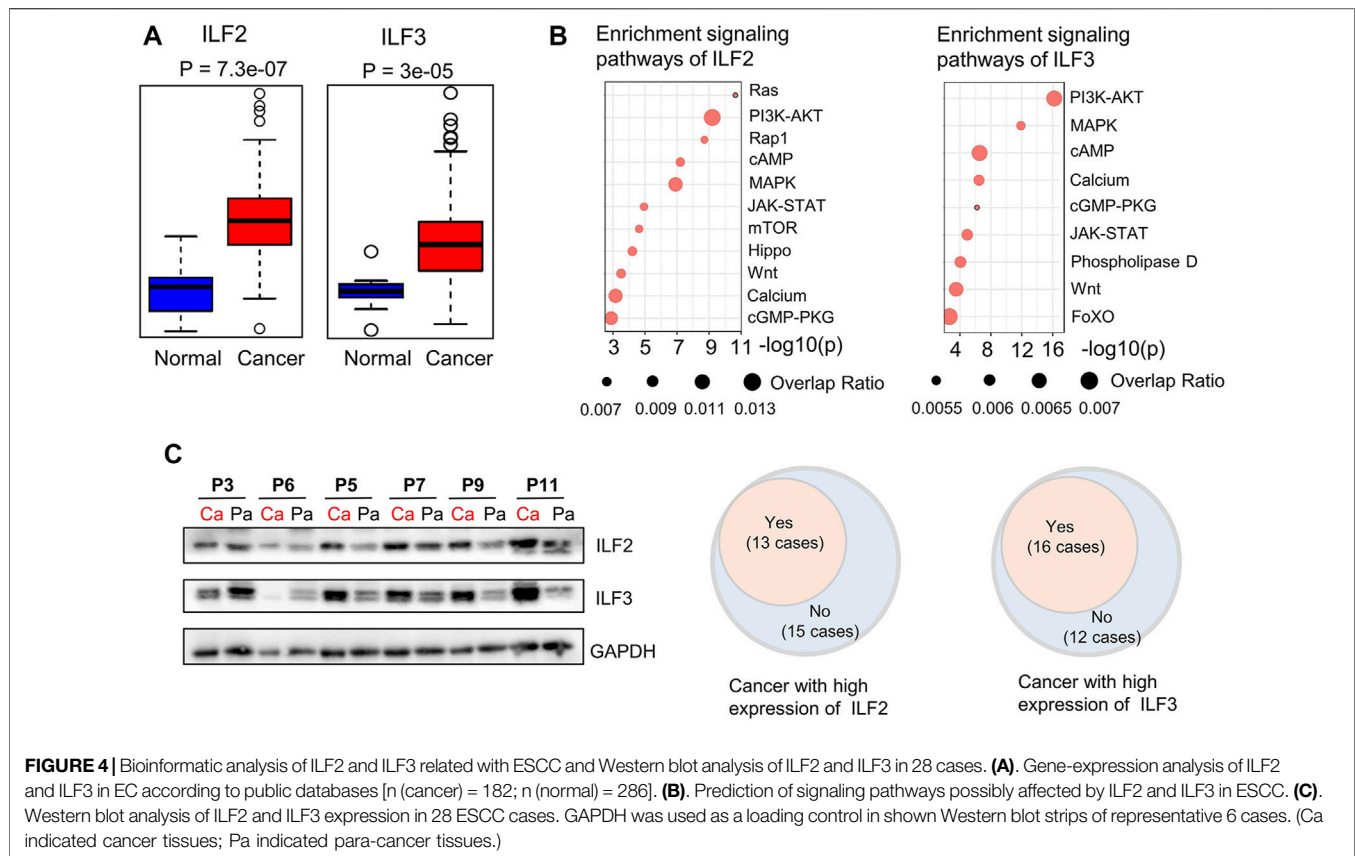 A
ILF2
P = 7.3e-07
Normal
Cancer
ILF3
P = 3e-05
Normal
Cancer
B
Enrichment signaling
pathways of ILF2
Ras
PI3K-AKT
Rap1
cAMP
MAPK
JAK-STAT
mTOR
Hippo
Wnt
Calcium
cGMP-PKG
3 5 7 9 11 -log10(p)
Overlap Ratio
0.007 0.009 0.011 0.013
Enrichment signaling
pathways of ILF3
PI3K-AKT
MAPK
cAMP
Calcium
cGMP-PKG
JAK-STAT
Phospholipase D
Wnt
FoXO
4 8 12 16 -log10(p)
Overlap Ratio
0.0055 0.006 0.0065 0.007
C
P3 P6 P5 P7 P9 P11
Ca Pa Ca Pa Ca Pa Ca Pa Ca Pa Ca Pa
ILF2
ILF3
GAPDH
Yes
(13 cases)
No
(15 cases)
Cancer with high
expression of ILF2
Yes
(16 cases)
No
(12 cases)
Cancer with high
expression of ILF3
FIGURE 4 | Bioinformatic analysis of ILF2 and ILF3 related with ESCC and Western blot analysis of ILF2 and ILF3 in 28 cases. (A). Gene-expression analysis of ILF2
and ILF3 in EC according to public databases [n (cancer) = 182; n (normal) = 286]. (B). Prediction of signaling pathways possibly affected by ILF2 and ILF3 in ESCC. (C).
Western blot analysis of ILF2 and ILF3 expression in 28 ESCC cases. GAPDH was used as a loading control in shown Western blot strips of representative 6 cases. (Ca
indicated cancer tissues; Pa indicated para-cancer tissues.)